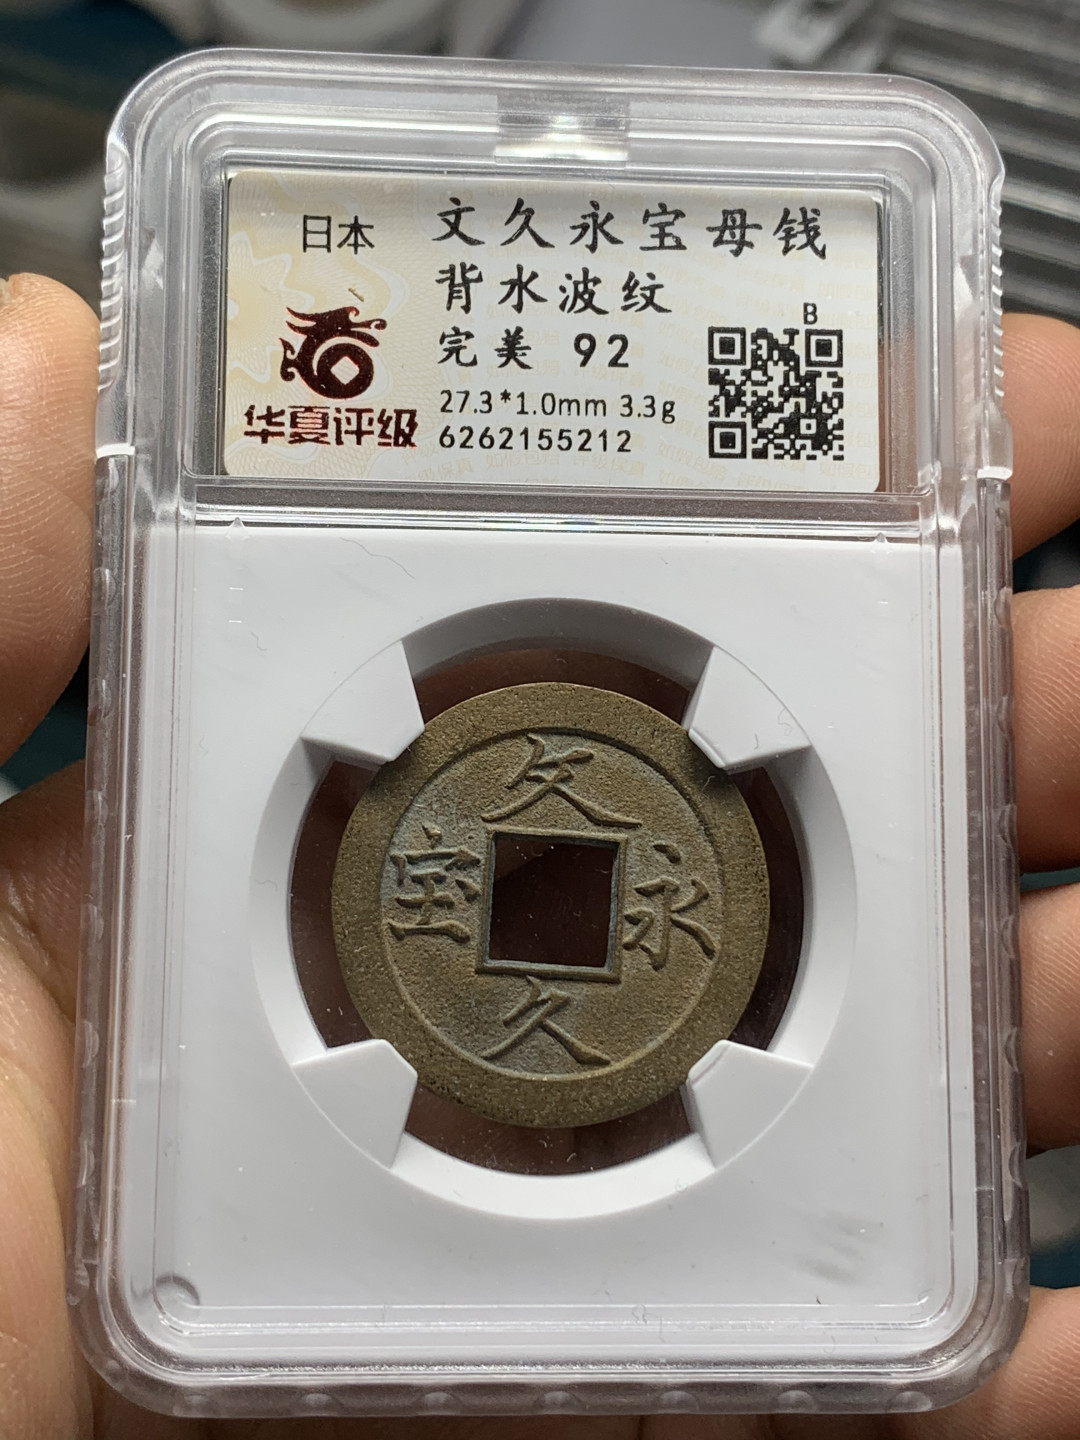 日本
文久永宝母钱
背水波纹
完美 92
27.3*1.0mm 3.3g
6262155212
B
华夏评级
文
久
永
宝